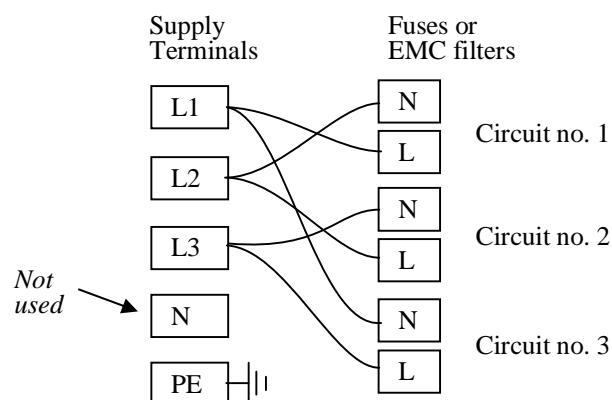 Supply
Terminals
Fuses or
EMC filters
L1
L2
L3
N
PE
Not
used
N
L
Circuit no. 1
N
L
Circuit no. 2
N
L
Circuit no. 3